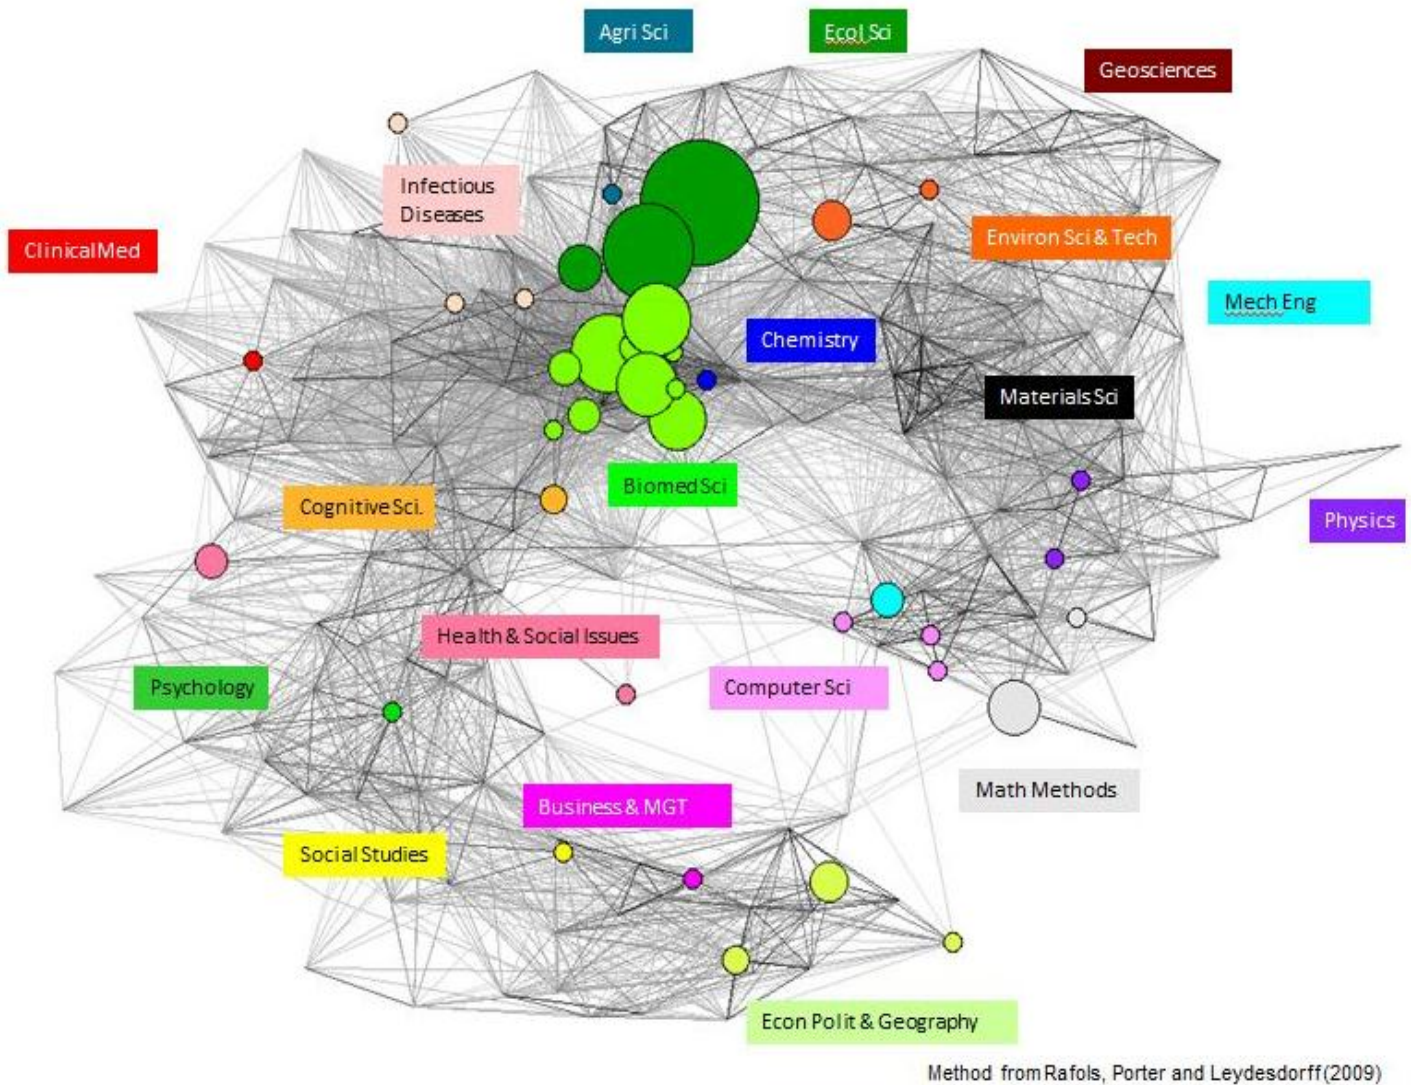 Agri Sci
Ecol Sci
Geosciences
Infectious
Diseases
ClinicalMed
Environ Sci & Tech
Mech Eng
Chemistry
Materials Sci
Biomed Sci
Cognitive Sci.
Physics
Health & Social Issues
Psychology
Computer Sci
Math Methods
Business & MGT
Social Studies
Econ Polit & Geography
Method from Rafols, Porter and Leydesdorff (2009)